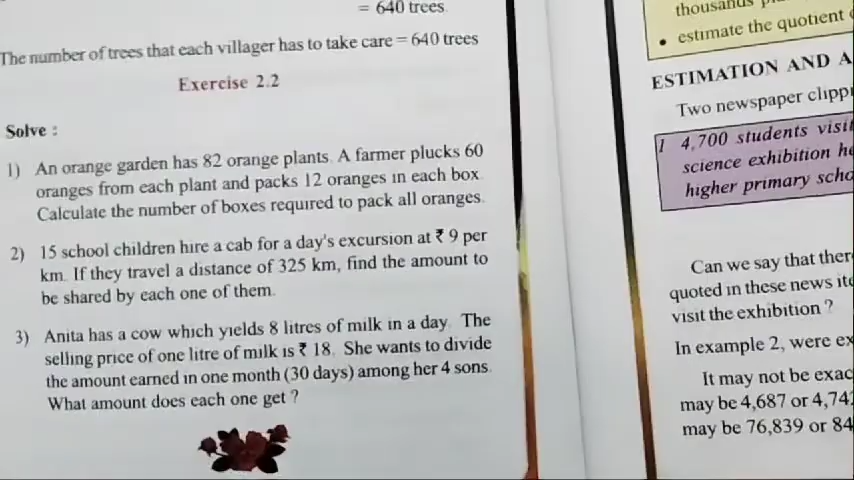 = 640 trees
The number of trees that each villager has to take care = 640 trees
Exercise 2.2
Solve :
1) An orange garden has 82 orange plants. A farmer plucks 60
oranges from each plant and packs 12 oranges in each box
Calculate the number of boxes required to pack all oranges.
2) 15 school children hire a cab for a day's excursion at ₹ 9 per
km. If they travel a distance of 325 km, find the amount to
be shared by each one of them.
3) Anita has a cow which yields 8 litres of milk in a day. The
selling price of one litre of milk is ₹ 18. She wants to divide
the amount earned in one month (30 days) among her 4 sons.
What amount does each one get ?
thousands
• estimate the quotient
ESTIMATION AND A
Two newspaper clippi
1 4,700 students visit
science exhibition he
higher primary scho
Can we say that ther
quoted in these news ite
visit the exhibition ?
In example 2, were ex
It may not be exac
may be 4,687 or 4,74
may be 76,839 or 84